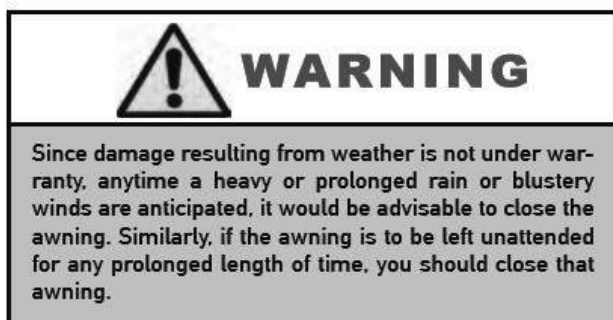 WARNING
Since damage resulting from weather is not under war-
ranty, anytime a heavy or prolonged rain or blustery
winds are anticipated, it would be advisable to close the
awning. Similarly, if the awning is to be left unattended
for any prolonged length of time, you should close that
awning.